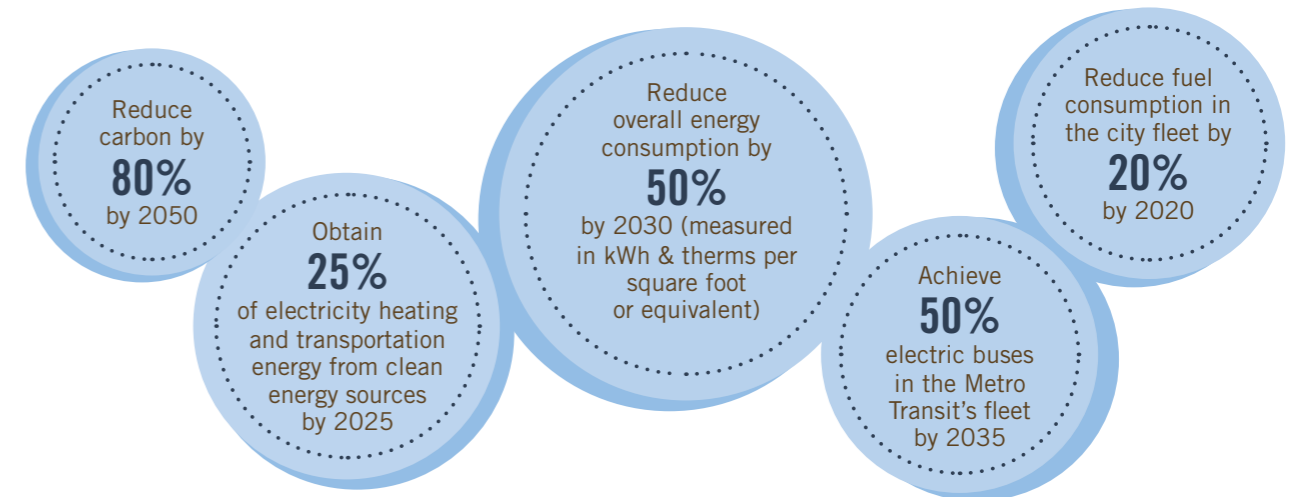 Reduce
carbon by
80%
by 2050
Obtain
25%
of electricity heating
and transportation
energy from clean
energy sources
by 2025
Reduce
overall energy
consumption by
50%
by 2030 (measured
in kWh & therms per
square foot
or equivalent)
Achieve
50%
electric buses
in the Metro
Transit’s fleet
by 2035
Reduce fuel
consumption in
the city fleet by
20%
by 2020